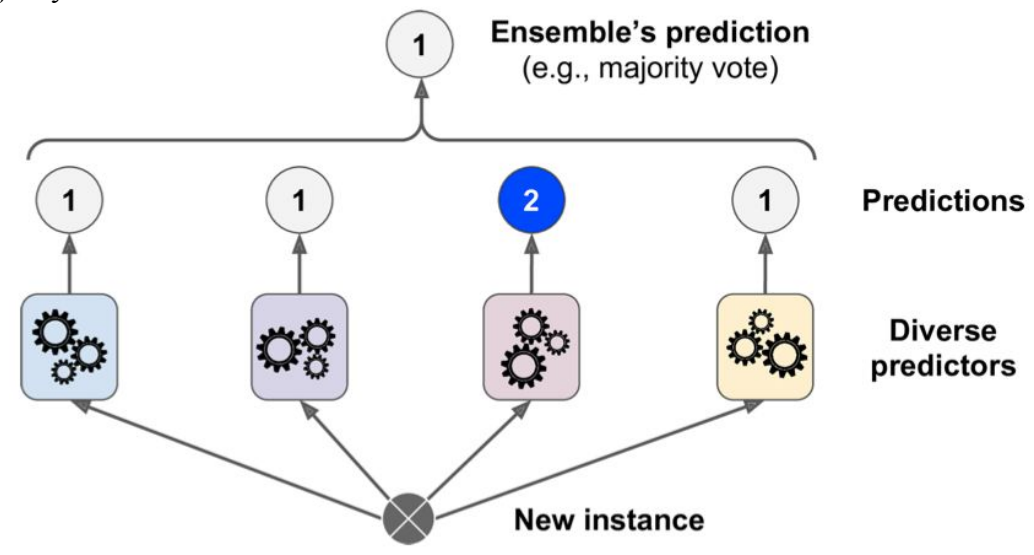 1
Ensemble's prediction
(e.g., majority vote)
1
1
2
1
Predictions
Diverse
predictors
New instance